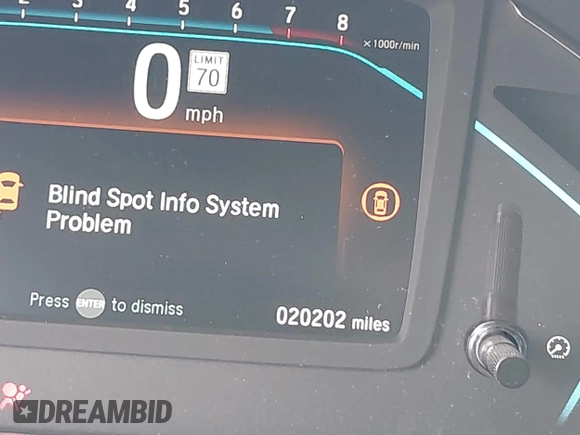 2 3 4 5 6 7 8
×1000r/min
LIMIT
70
0
mph
Blind Spot Info System
Problem
Press ENTER to dismiss
020202 miles
DREAMBID